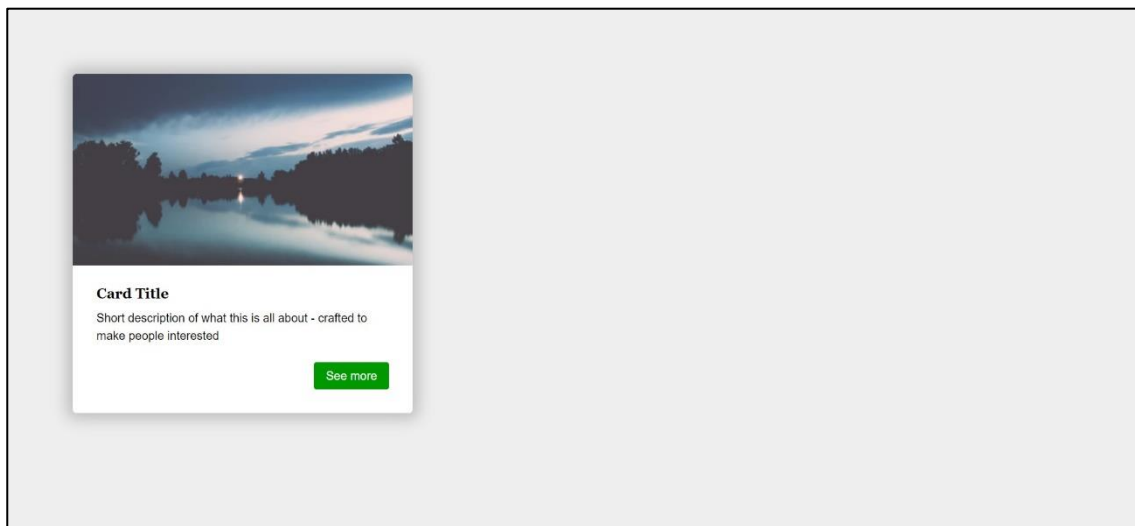 Card Title
Short description of what this is all about - crafted to
make people interested
See more